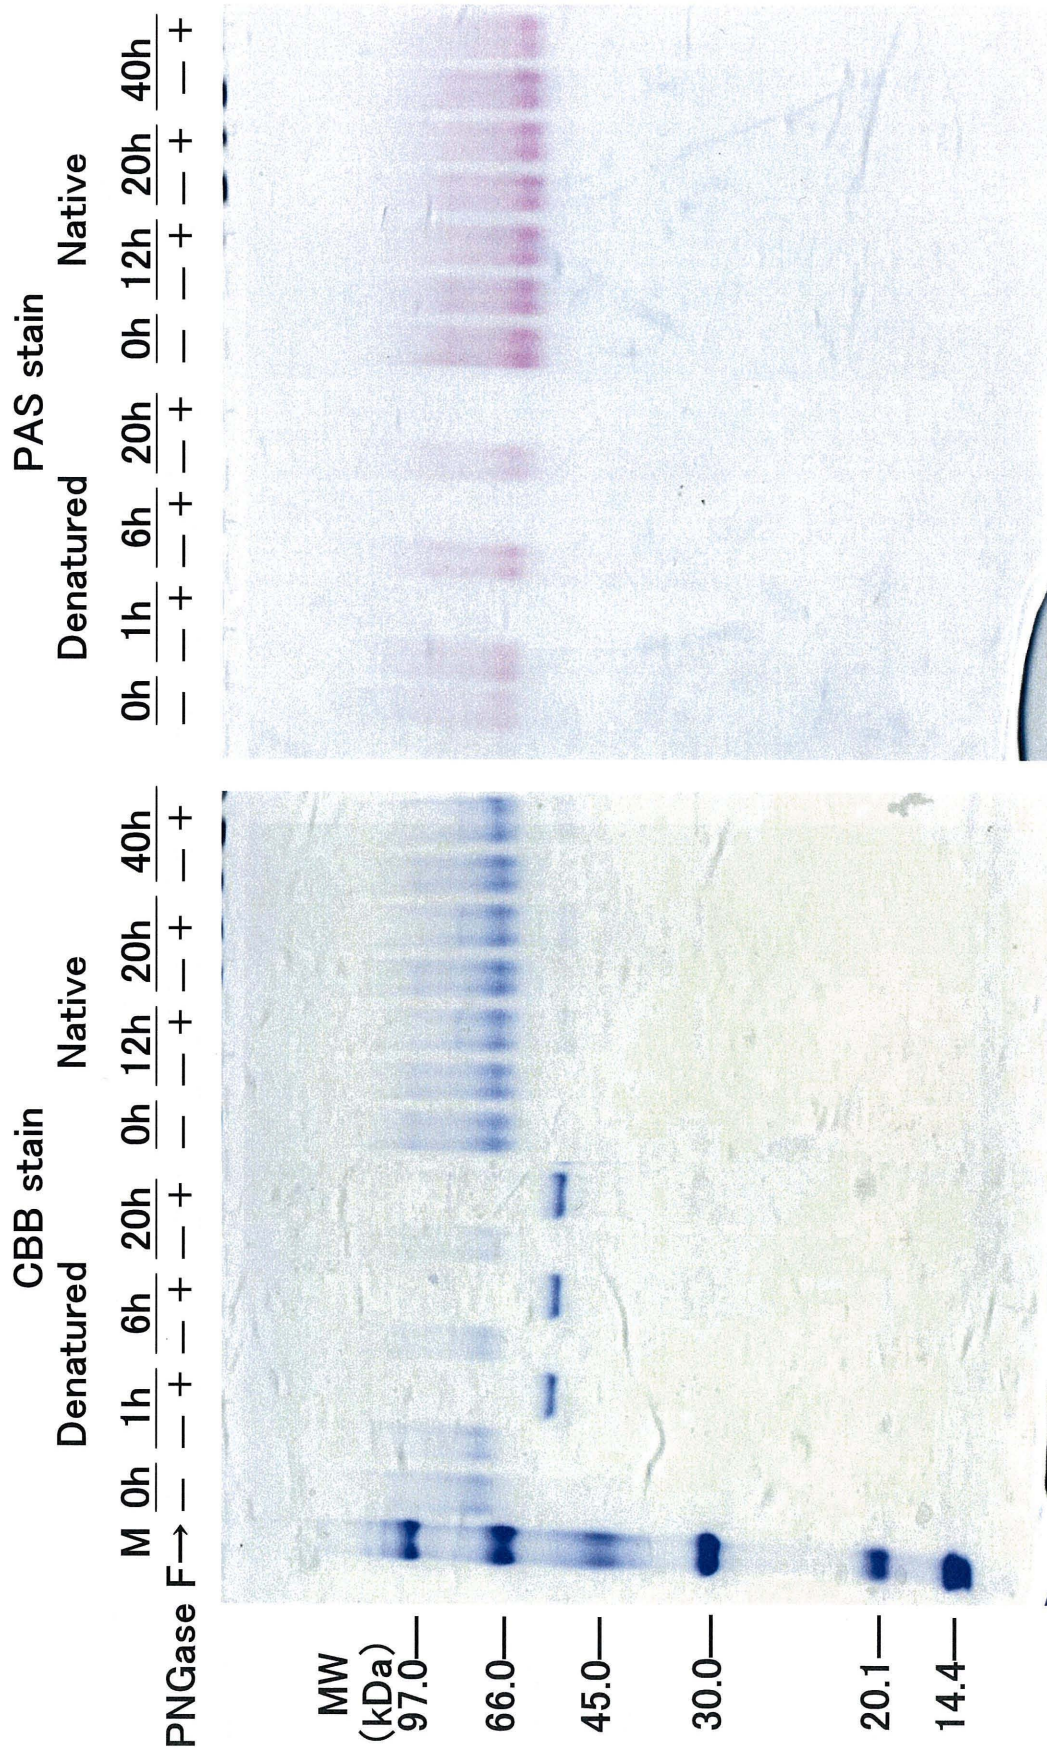 CBB stain
PAS stain
Denatured Native Denatured Native
M 0h 1h 6h 20h 0h 12h 20h 40h 0h 1h 6h 20h 0h 12h 20h 40h
PNGase F→ — — + — + — + — — + — + — + — — + — + — + — — + — + — +
MW
(kDa)
97.0—
66.0—
45.0—
30.0—
20.1—
14.4—